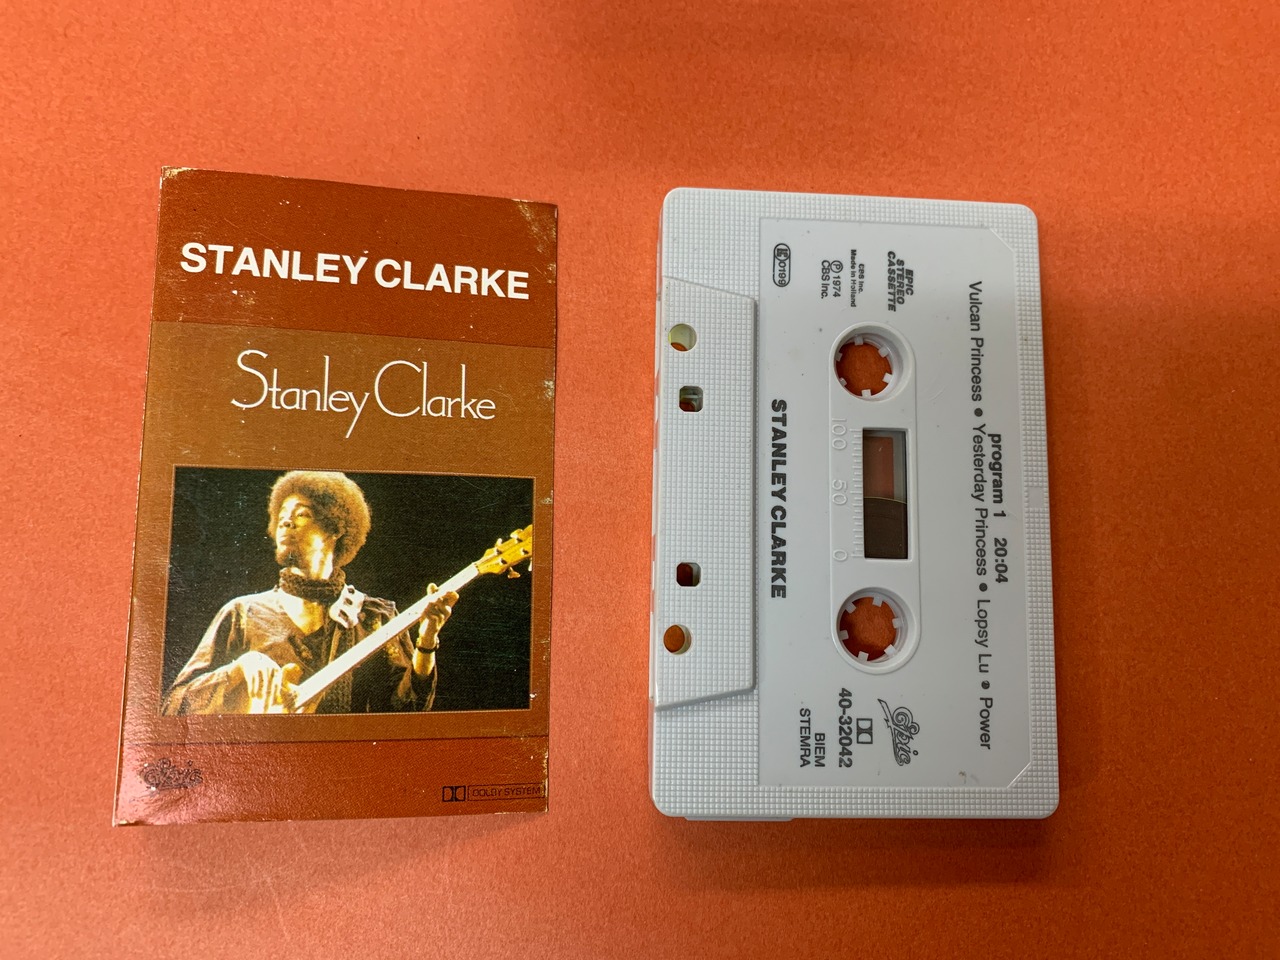 STANLEY CLARKE
Stanley Clarke
Epic
DOLBY SYSTEM
program 1 20:04
Vulcan Princess • Yesterday Princess • Lopsy Lu • Power
EPIC
STEREO
CASSETTE
CBS Inc.
Made in Holland
℗ 1974
CBS Inc.
K 0199
100 50 0
Epic
40-32042
BIEM
STEMRA
STANLEY CLARKE